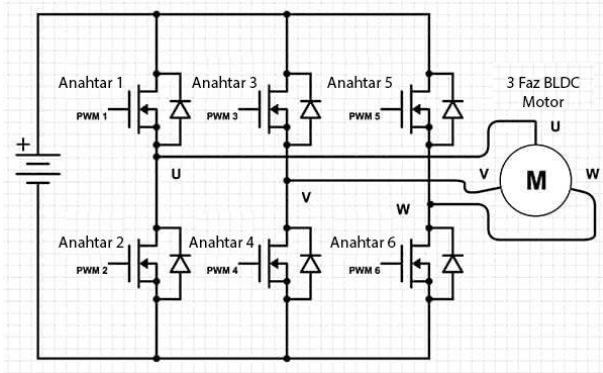 Anahtar 1
PWM 1
Anahtar 3
PWM 3
Anahtar 5
PWM 5
3 Faz BLDC
Motor
U
V
M
W
+
U
V
W
Anahtar 2
PWM 2
Anahtar 4
PWM 4
Anahtar 6
PWM 6